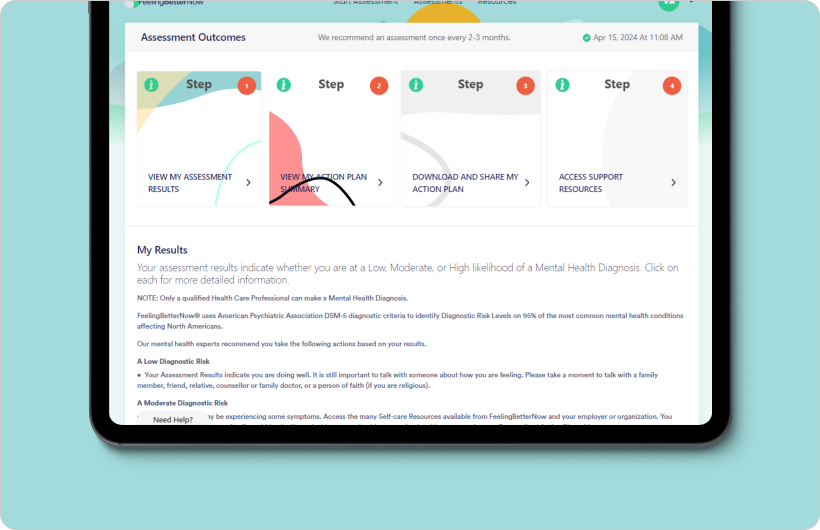 FeelingBetterNow
Start Assessment Assessments Resources
Assessment Outcomes
We recommend an assessment once every 2-3 months.
Apr 15, 2024 At 11:08 AM
Step 1
Step 2
Step 3
Step 4
VIEW MY ASSESSMENT
RESULTS
VIEW MY ACTION PLAN
SUMMARY
DOWNLOAD AND SHARE MY
ACTION PLAN
ACCESS SUPPORT
RESOURCES
My Results
Your assessment results indicate whether you are at a Low, Moderate, or High likelihood of a Mental Health Diagnosis. Click on
each for more detailed information.
NOTE: Only a qualified Health Care Professional can make a Mental Health Diagnosis.
FeelingBetterNow® uses American Psychiatric Association DSM-5 diagnostic criteria to identify Diagnostic Risk Levels on 95% of the most common mental health conditions
affecting North Americans.
Our mental health experts recommend you take the following actions based on your results.
A Low Diagnostic Risk
• Your Assessment Results indicate you are doing well. It is still important to talk with someone about how you are feeling. Please take a moment to talk with a family
member, friend, relative, counsellor or family doctor, or a person of faith (if you are religious).
A Moderate Diagnostic Risk
be experiencing some symptoms. Access the many Self-care Resources available from FeelingBetterNow and your employer or organization. You
Need Help?